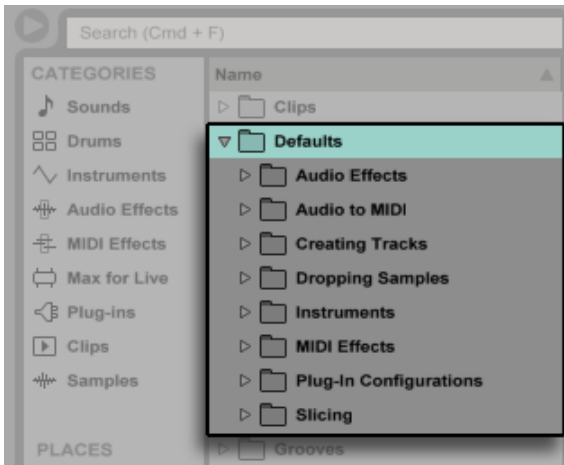 Search (Cmd + F)
CATEGORIES
Sounds
Drums
Instruments
Audio Effects
MIDI Effects
Max for Live
Plug-ins
Clips
Samples
PLACES
Name
Clips
Defaults
Audio Effects
Audio to MIDI
Creating Tracks
Dropping Samples
Instruments
MIDI Effects
Plug-In Configurations
Slicing
Grooves